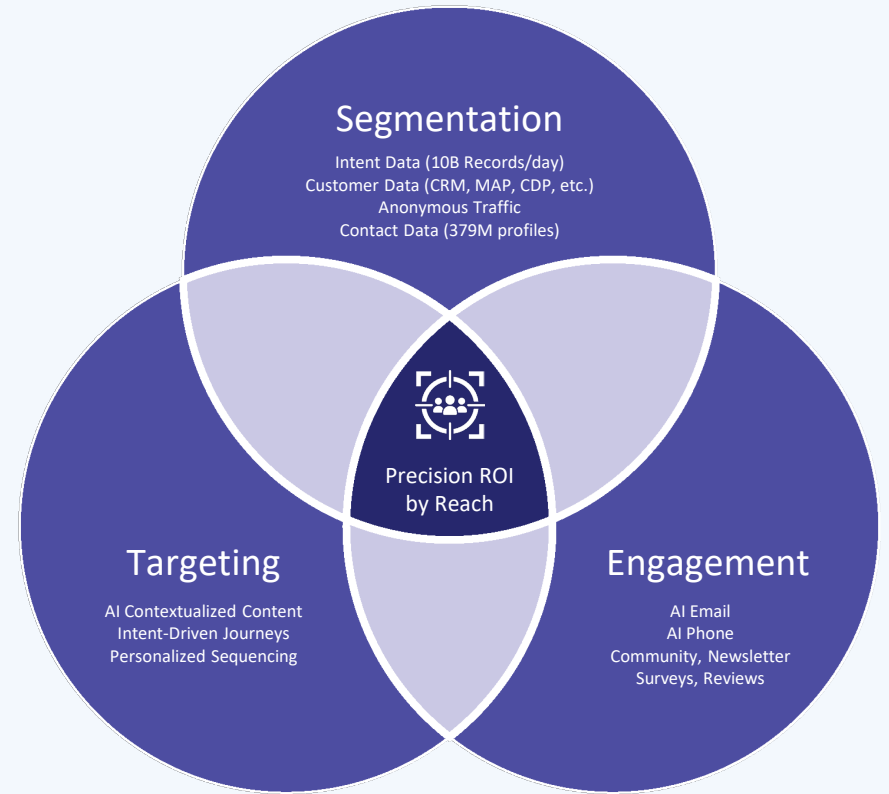 Segmentation
Intent Data (10B Records/day)
Customer Data (CRM, MAP, CDP, etc.)
Anonymous Traffic
Contact Data (379M profiles)
Precision ROI
by Reach
Targeting
AI Contextualized Content
Intent-Driven Journeys
Personalized Sequencing
Engagement
AI Email
AI Phone
Community, Newsletter
Surveys, Reviews